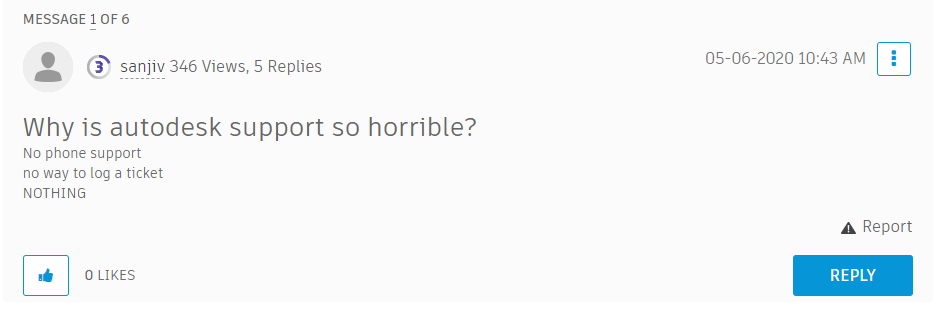 MESSAGE 1 OF 6
3 sanjiv 346 Views, 5 Replies
05-06-2020 10:43 AM
Why is autodesk support so horrible?
No phone support
no way to log a ticket
NOTHING
Report
0 LIKES
REPLY